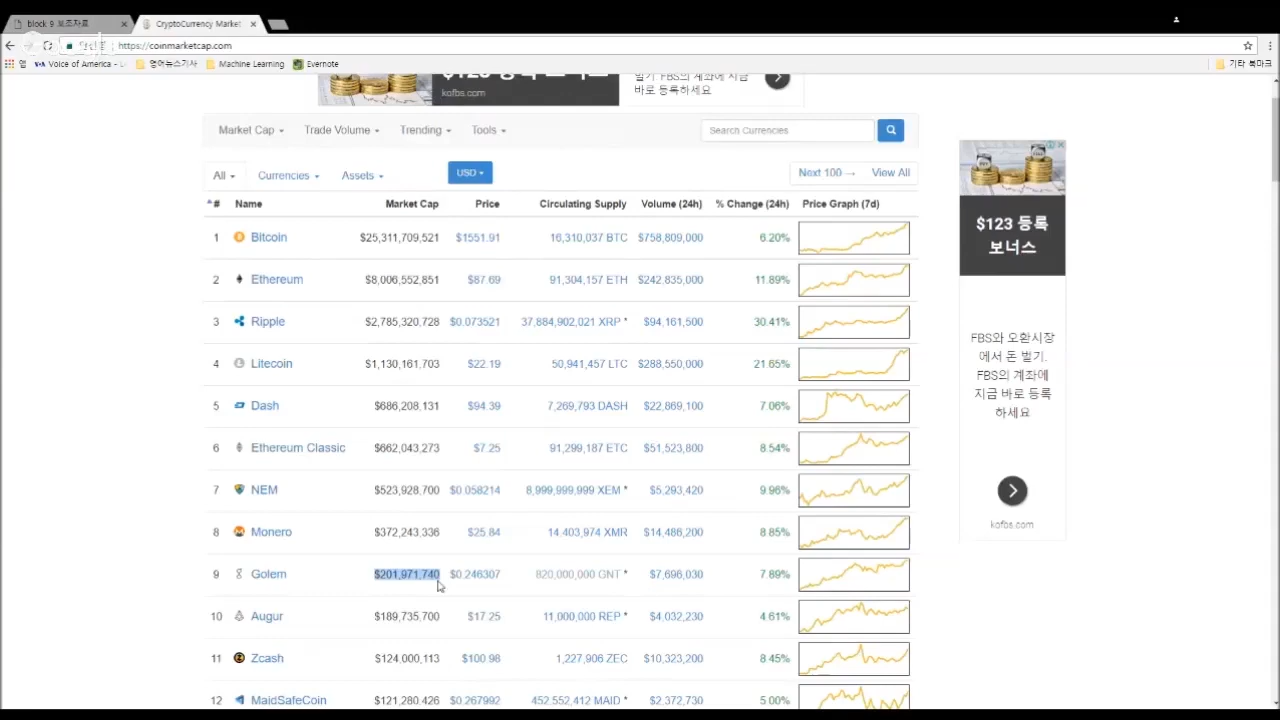 block 9 보조자료
CryptoCurrency Market
https://coinmarketcap.com
앱 Voice of America - 영어뉴스기사 Machine Learning Evernote 기타 북마크
kofbs.com
벌기. FBS의 계좌에 지금
바로 등록하세요
Market Cap Trade Volume Trending Tools Search Currencies
All Currencies Assets USD Next 100 → View All
# Name Market Cap Price Circulating Supply Volume (24h) % Change (24h) Price Graph (7d)
1 Bitcoin $25,311,709,521 $1551.91 16,310,037 BTC $758,809,000 6.20%
2 Ethereum $8,006,552,851 $87.69 91,304,157 ETH $242,835,000 11.89%
3 Ripple $2,785,320,728 $0.073521 37,884,902,021 XRP * $94,161,500 30.41%
4 Litecoin $1,130,161,703 $22.19 50,941,457 LTC $288,550,000 21.65%
5 Dash $686,208,131 $94.39 7,269,793 DASH $22,869,100 7.06%
6 Ethereum Classic $662,043,273 $7.25 91,299,187 ETC $51,523,800 8.54%
7 NEM $523,928,700 $0.058214 8,999,999,999 XEM * $5,293,420 9.96%
8 Monero $372,243,336 $25.84 14,403,974 XMR $14,486,200 8.85%
9 Golem $201,971,740 $0.246307 820,000,000 GNT * $7,696,030 7.89%
10 Augur $189,735,700 $17.25 11,000,000 REP * $4,032,230 4.61%
11 Zcash $124,000,113 $100.98 1,227,906 ZEC $10,323,200 8.45%
12 MaidSafeCoin $121,280,426 $0.267992 452,552,412 MAID * $2,372,730 5.00%
$123 등록
보너스
FBS와 외환시장
에서 돈 벌기.
FBS의 계좌에
지금 바로 등록
하세요
kofbs.com